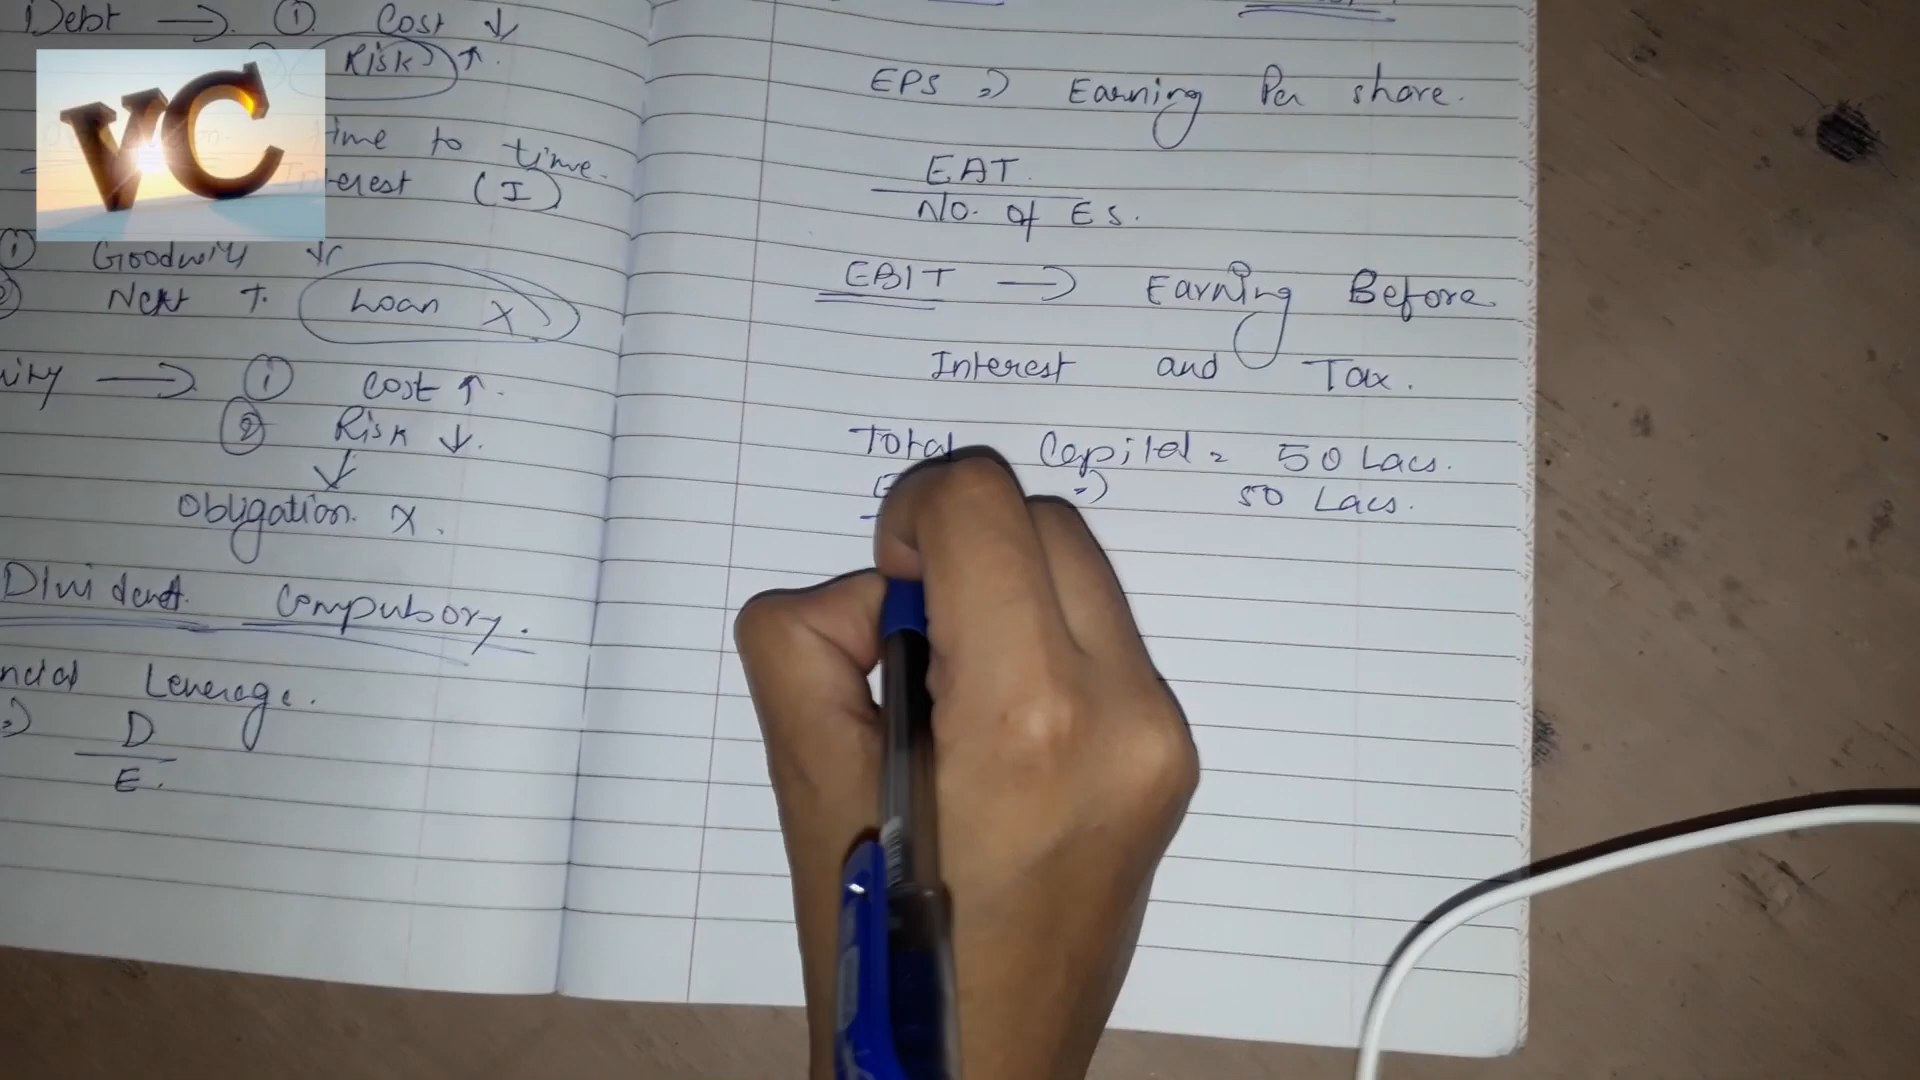 Debt → ① Cost ↓
Risk ↑.
time to time.
Interest (I)
① Goodwill ↓
② Next T. Loan X
→ ① Cost ↑.
② Risk ↓.
↓
Obligation X.
Dividend Compulsory.
Leverage.
⇒ D
E.
EPS ⇒ Earning Per share.
EAT
No. of ES.
EBIT → Earning Before
Interest and Tax.
Total Capital = 50 Lacs.
⇒ 50 Lacs.
VC